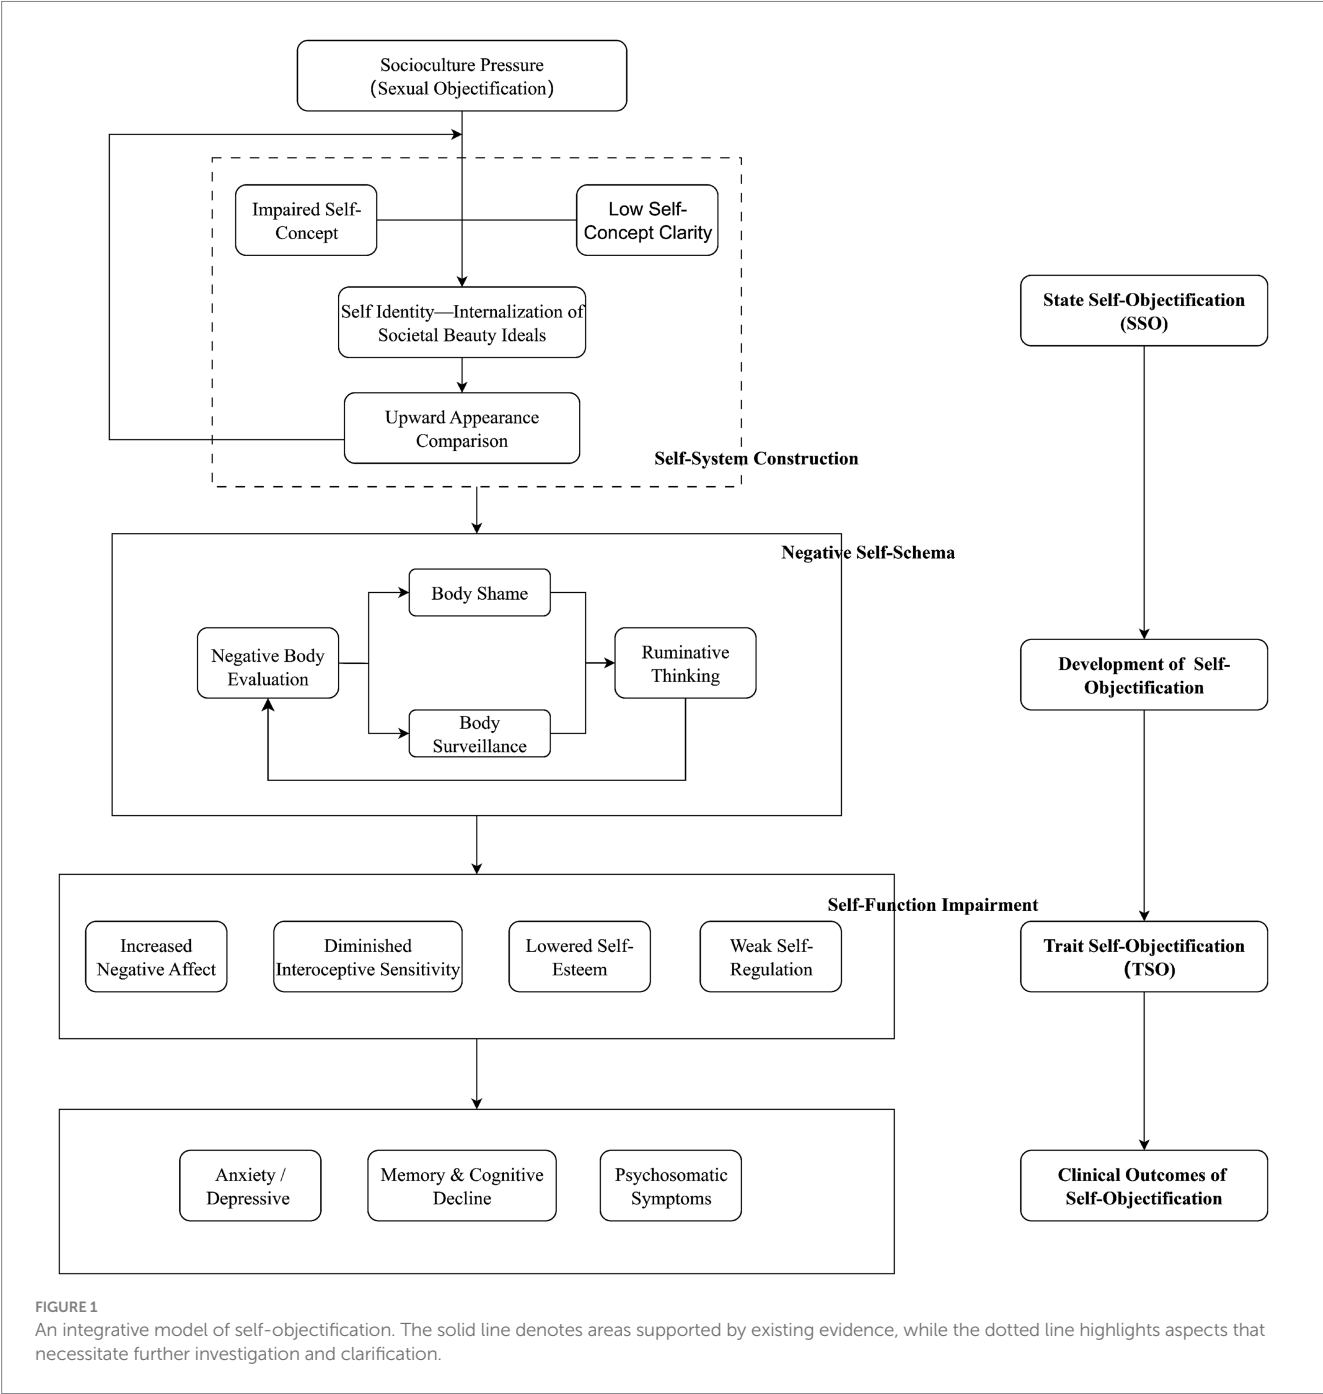 Socioculture Pressure
(Sexual Objectification)
Impaired Self-
Concept
Low Self-
Concept Clarity
Self Identity—Internalization of
Societal Beauty Ideals
Upward Appearance
Comparison
Self-System Construction
Negative Self-Schema
Body Shame
Negative Body
Evaluation
Ruminative
Thinking
Body
Surveillance
Self-Function Impairment
Increased
Negative Affect
Diminished
Interoceptive Sensitivity
Lowered Self-
Esteem
Weak Self-
Regulation
Anxiety /
Depressive
Memory & Cognitive
Decline
Psychosomatic
Symptoms
State Self-Objectification
(SSO)
Development of Self-
Objectification
Trait Self-Objectification
(TSO)
Clinical Outcomes of
Self-Objectification
FIGURE 1
An integrative model of self-objectification. The solid line denotes areas supported by existing evidence, while the dotted line highlights aspects that
necessitate further investigation and clarification.